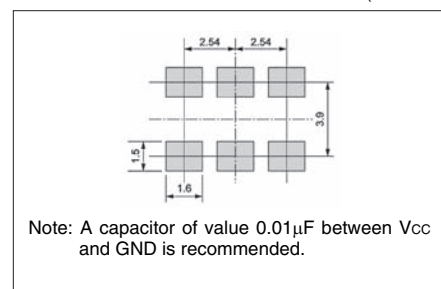 2.54 2.54
3.9
1.5
1.6
Note: A capacitor of value 0.01μF between Vcc
and GND is recommended.